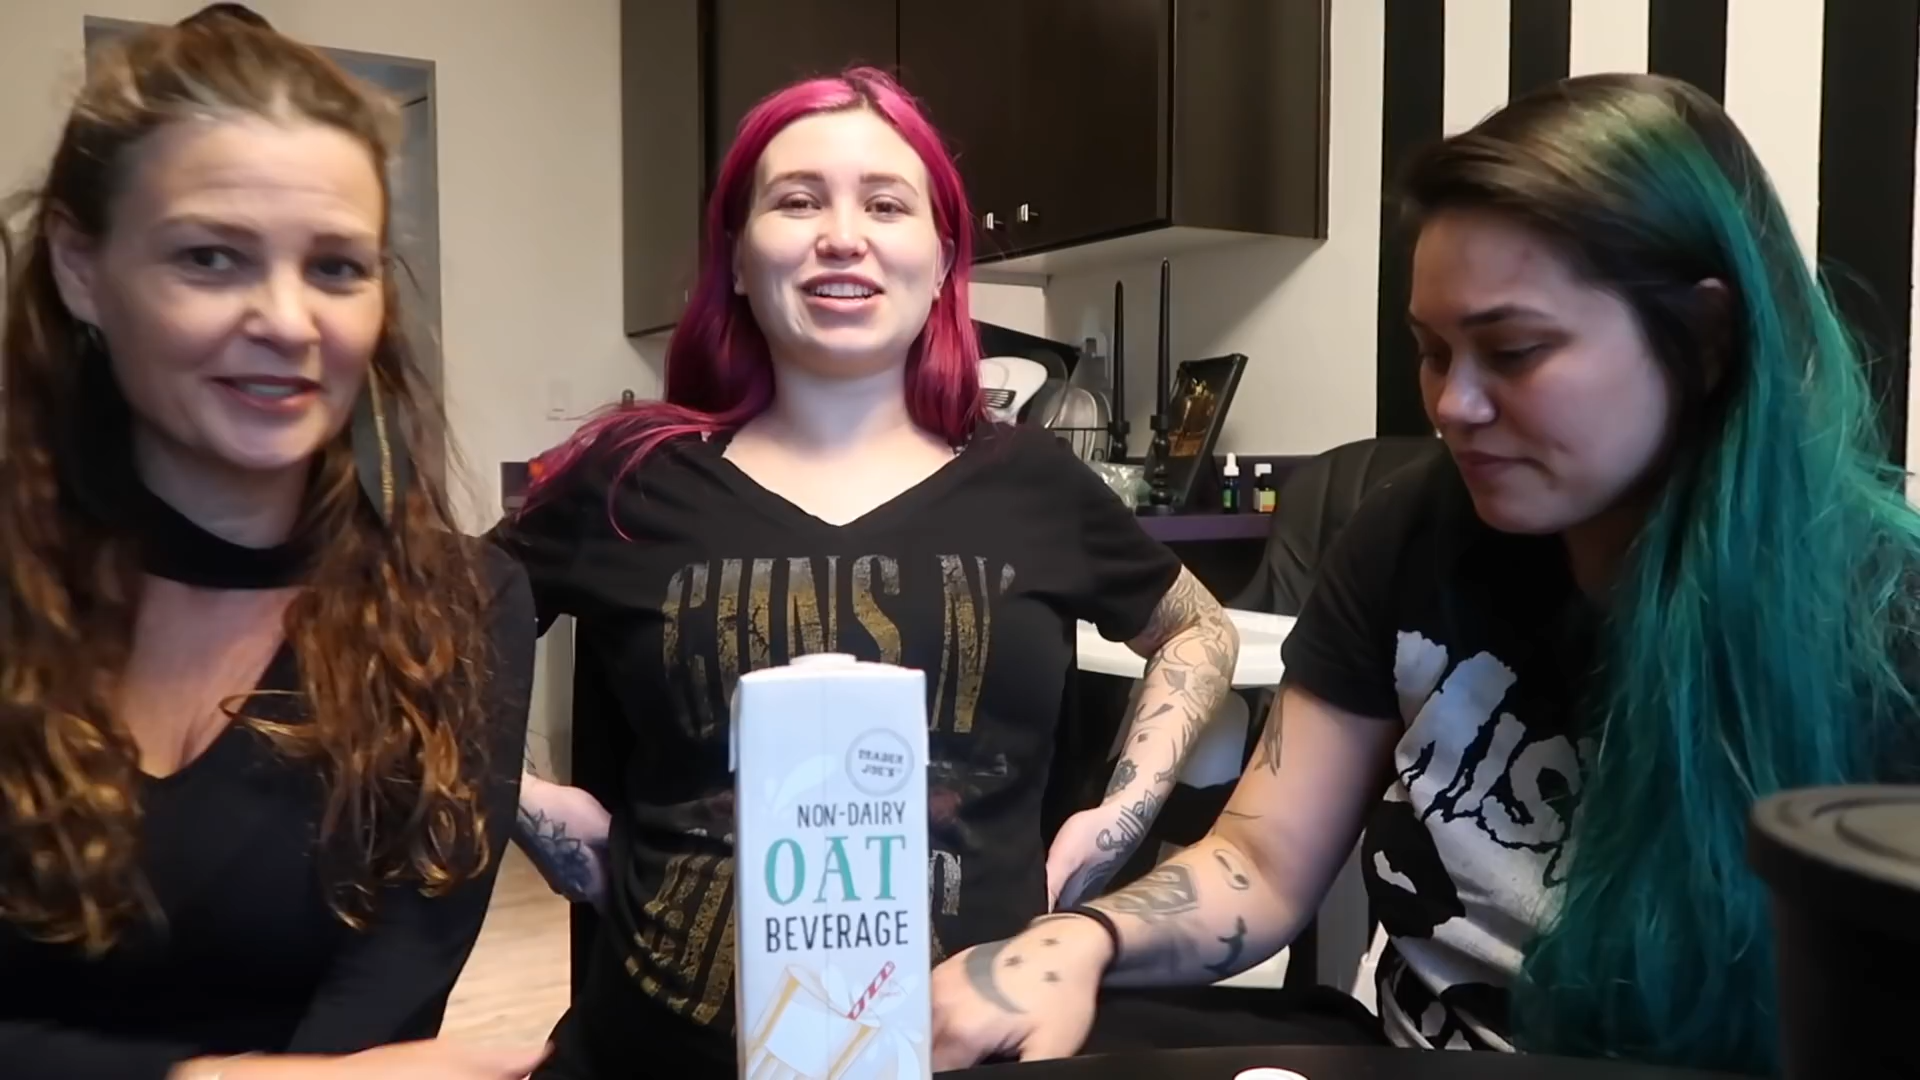 GUNS N'
TRADER
JOE'S
NON-DAIRY
OAT
BEVERAGE